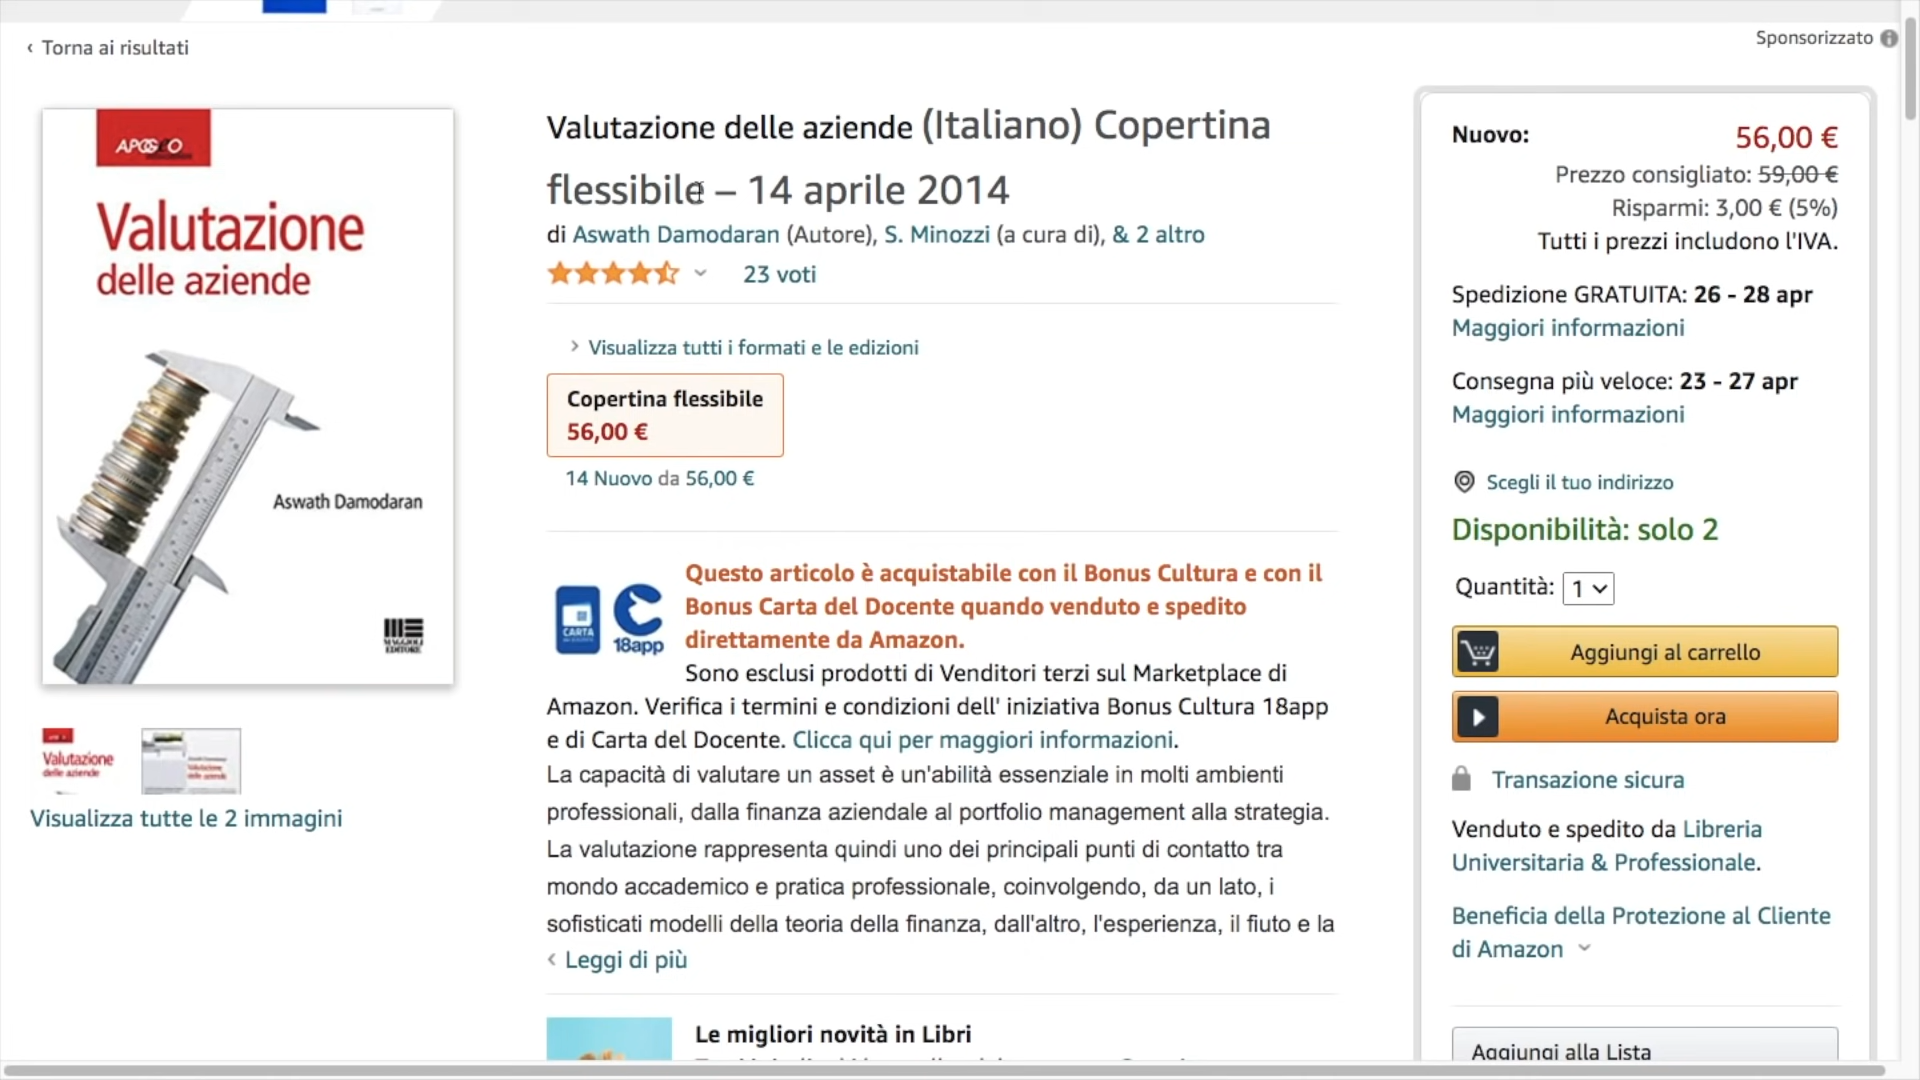 ‹ Torna ai risultati
Sponsorizzato
APOGEO
Valutazione
delle aziende
Aswath Damodaran
MAGGIOLI
EDITORE
Valutazione
delle aziende
Visualizza tutte le 2 immagini
Valutazione delle aziende (Italiano) Copertina
flessibile – 14 aprile 2014
di Aswath Damodaran (Autore), S. Minozzi (a cura di), & 2 altro
23 voti
Visualizza tutti i formati e le edizioni
Copertina flessibile
56,00 €
14 Nuovo da 56,00 €
CARTA
18app
Questo articolo è acquistabile con il Bonus Cultura e con il
Bonus Carta del Docente quando venduto e spedito
direttamente da Amazon.
Sono esclusi prodotti di Venditori terzi sul Marketplace di
Amazon. Verifica i termini e condizioni dell' iniziativa Bonus Cultura 18app
e di Carta del Docente. Clicca qui per maggiori informazioni.
La capacità di valutare un asset è un'abilità essenziale in molti ambienti
professionali, dalla finanza aziendale al portfolio management alla strategia.
La valutazione rappresenta quindi uno dei principali punti di contatto tra
mondo accademico e pratica professionale, coinvolgendo, da un lato, i
sofisticati modelli della teoria della finanza, dall'altro, l'esperienza, il fiuto e la
‹ Leggi di più
Le migliori novità in Libri
Nuovo: 56,00 €
Prezzo consigliato: 59,00 €
Risparmi: 3,00 € (5%)
Tutti i prezzi includono l'IVA.
Spedizione GRATUITA: 26 - 28 apr
Maggiori informazioni
Consegna più veloce: 23 - 27 apr
Maggiori informazioni
Scegli il tuo indirizzo
Disponibilità: solo 2
Quantità: 1
Aggiungi al carrello
Acquista ora
Transazione sicura
Venduto e spedito da Libreria
Universitaria & Professionale.
Beneficia della Protezione al Cliente
di Amazon
Aggiungi alla Lista